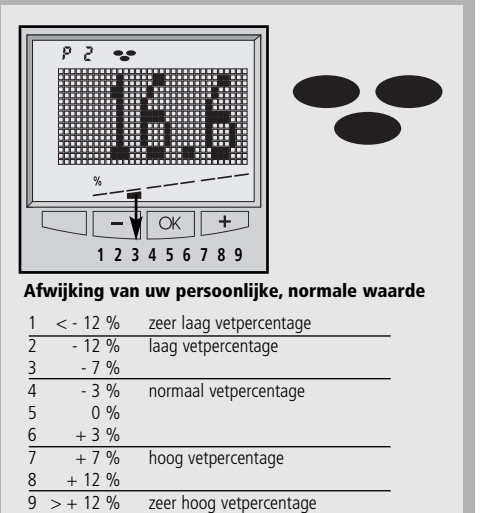 P 2
16.6
%
– OK +
1 2 3 4 5 6 7 8 9
Afwijking van uw persoonlijke, normale waarde
1 < - 12 % zeer laag vetpercentage
2 - 12 % laag vetpercentage
3 - 7 %
4 - 3 % normaal vetpercentage
5 0 %
6 + 3 %
7 + 7 % hoog vetpercentage
8 + 12 %
9 > + 12 % zeer hoog vetpercentage